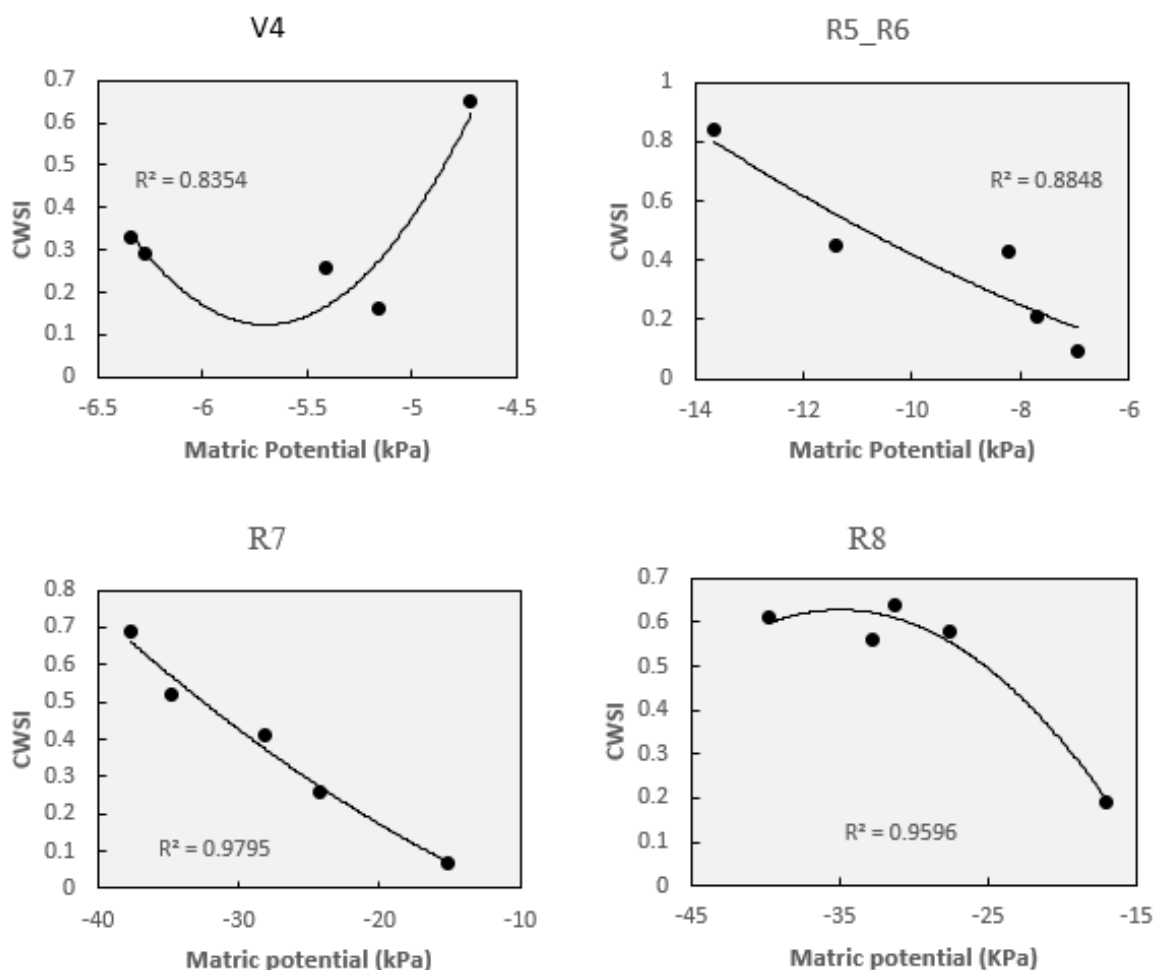 V4
CWSI
0.7
0.6
0.5
0.4
0.3
0.2
0.1
0
R² = 0.8354
-6.5 -6 -5.5 -5 -4.5
Matric Potential (kPa)
R5_R6
CWSI
1
0.8
0.6
0.4
0.2
0
R² = 0.8848
-14 -12 -10 -8 -6
Matric Potential (kPa)
R7
CWSI
0.8
0.7
0.6
0.5
0.4
0.3
0.2
0.1
0
R² = 0.9795
-40 -30 -20 -10
Matric potential (kPa)
R8
CWSI
0.7
0.6
0.5
0.4
0.3
0.2
0.1
0
R² = 0.9596
-45 -35 -25 -15
Matric potential (KPa)